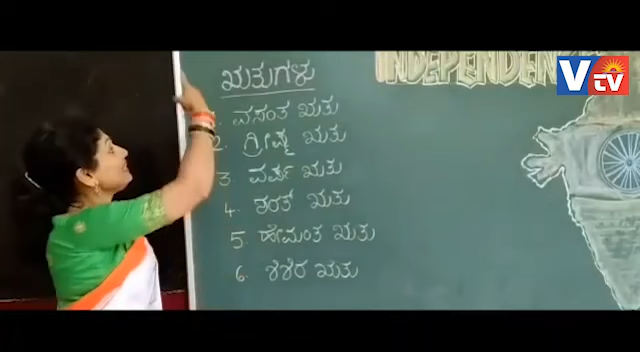 ಋತುಗಳು
1. ವಸಂತ ಋತು
2. ಗ್ರೀಷ್ಮ ಋತು
3. ವರ್ಷ ಋತು
4. ಶರತ್ ಋತು
5. ಹೇಮಂತ ಋತು
6. ಶಿಶಿರ ಋತು
INDEPENDEN
V tv